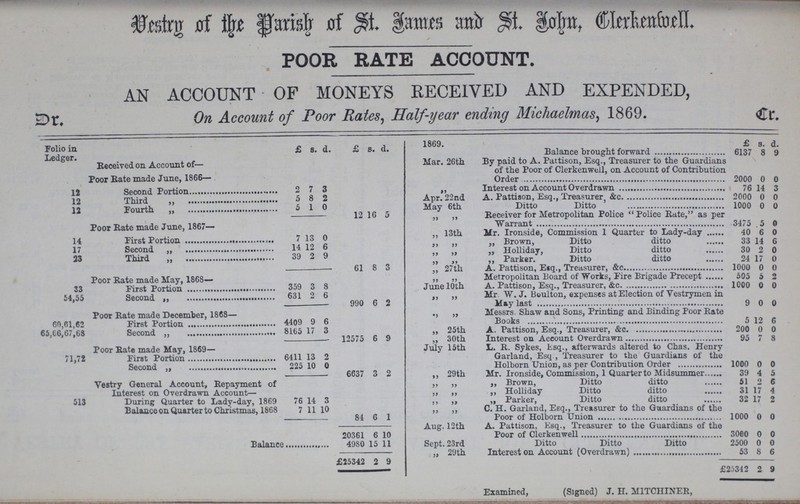 Vestry of the Parish of St. James and St. John, Clerkenwell.
POOR RATE ACCOUNT.
AN ACCOUNT OF MONEYS RECEIVED AND EXPENDED,
Dr. On Account of Poor Rates, Half-year ending Michaelmas, 1869. Cr.
Folio in Ledger. £ s. d. £ s. d.
Received on Account of—
Poor Rate made June, 1866—
12 Second Portion 2 7 3
12 Third „ 5 8 2
12 Fourth „ 5 1 0
12 16 5
Poor Rate made June, 1867—
14 First Portion 7 13 0
17 Second „ 14 12 6
23 Third „ 39 2 9
61 8 3
Poor Rate made May, 1868—
33 First Portion 359 3 8
54,55 Second „ 631 2 6
990 6 2
Poor Rate made December, 1868—
60,61,62 First Portion 4409 9 6
65,66,67,68 Second „ 8165 17 3
12575 6 9
Poor Rate made May, 1869—
71,72 First Portion 6411 13 2
Second „ 225 10 0
6637 3 2
Vestry General Account, Repayment of
Interest on Overdrawn Account—
513 During Quarter to Lady-day, 1869 76 14 3
Balance on Quarter to Christmas, 1868 7 11 10
84 6 1
20361 6 10
Balance 4980 15 11
£25342 2 9
1869. £ s. d.
Balance brought forward 6137 8 9
Mar. 26th By paid to A. Pattison, Esq., Treasurer to the Guardians
of the Poor of Clerkenwell, on Account of Contribution
Order 2000 0 0
„ Interest on Account Overdrawn 76 14 3
Apr. 22nd A. Pattison, Esq., Treasurer, &c. 2000 0 0
May 6th Ditto Ditto 1000 0 0
„ „ Receiver for Metropolitan Police "Police Rate," as per
Warrant 3475 5 0
„ 13th Mr. Ironside, Commission 1 Quarter to Lady-day 40 6 0
„ „ „ Brown, Ditto ditto 33 14 6
„ „ „ Holliday, Ditto ditto 30 2 0
„ „ „ Parker. Ditto ditto 24 17 0
„ 27th A. Pattison, Esq., Treasurer, &c. 1000 0 0
„ „ Metropolitan Board of Works, Fire Brigade Precept 505 5 2
June 10th A. Pattison, Esq., Treasurer, &c. 1000 0 0
„ „ Mr. W. J. Boulton, expenses at Election of Vestrymen in
May last 9 0 0
„ „ Messrs. Shaw and Sons, Printing and Binding Poor Rate
Books 5 12 6
„ 25th A. Pattison, Esq., Treasurer, &c. 200 0 0
„ 30th Interest on Account Overdrawn 95 7 8
July 15th L. R. Sykes, Esq., afterwards altered to Chas. Henry
Garland, Esq., Treasurer to the Guardians of the
Holborn Union, as per Contribution Order 1000 0 0
„ 29th Mr. Ironside, Commission, 1 Quarter to Midsummer 39 4 5
„ „ „ Brown, Ditto ditto 51 2 6
„ „ „ Holliday Ditto ditto 31 17 4
„ „ „ Parker, Ditto ditto 32 17 2
„ „ C. H. Garland, Esq., Treasurer to the Guardians of the
Poor of Holborn Union 1000 0 0
Aug. 12th A. Pattison, Esq., Treasurer to the Guardians of the
Poor of Clerkenwell 3000 0 0
Sept. 23rd Ditto Ditto Ditto 2500 0 0
„ 29th Interest on Account (Overdrawn) 53 8 6
£25342 2 9
Examined, (Signed) J. H. MITCHINER,